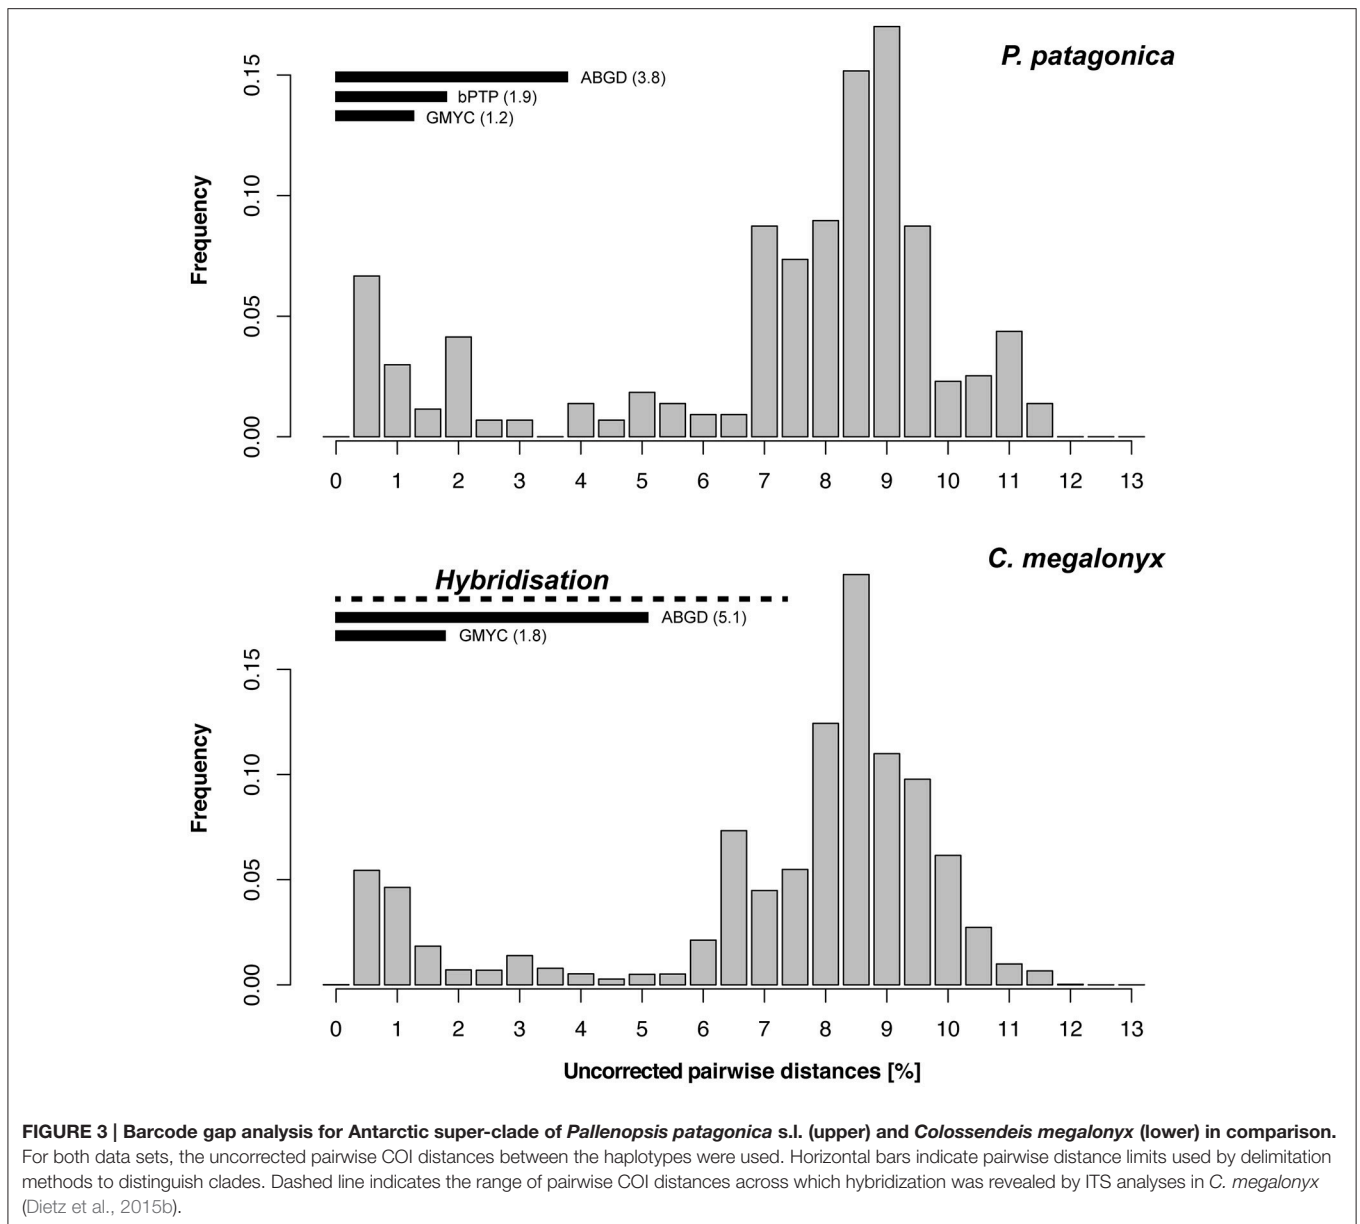 P. patagonica
ABGD (3.8)
bPTP (1.9)
GMYC (1.2)
Frequency
0.15
0.10
0.05
0.00
0 1 2 3 4 5 6 7 8 9 10 11 12 13
C. megalonyx
Hybridisation
ABGD (5.1)
GMYC (1.8)
Frequency
0.15
0.10
0.05
0.00
0 1 2 3 4 5 6 7 8 9 10 11 12 13
Uncorrected pairwise distances [%]
FIGURE 3 | Barcode gap analysis for Antarctic super-clade of Pallenopsis patagonica s.l. (upper) and Colossendeis megalonyx (lower) in comparison.
For both data sets, the uncorrected pairwise COI distances between the haplotypes were used. Horizontal bars indicate pairwise distance limits used by delimitation
methods to distinguish clades. Dashed line indicates the range of pairwise COI distances across which hybridization was revealed by ITS analyses in C. megalonyx
(Dietz et al., 2015b).